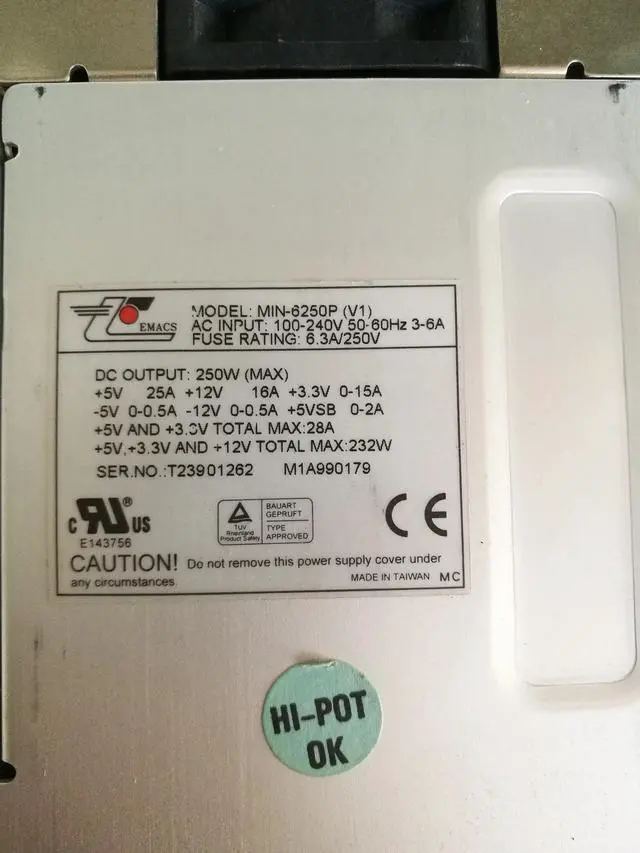 EMACS
MODEL: MIN-6250P (V1)
AC INPUT: 100-240V 50-60Hz 3-6A
FUSE RATING: 6.3A/250V
DC OUTPUT: 250W (MAX)
+5V 25A +12V 16A +3.3V 0-15A
-5V 0-0.5A -12V 0-0.5A +5VSB 0-2A
+5V AND +3.3V TOTAL MAX:28A
+5V,+3.3V AND +12V TOTAL MAX:232W
SER.NO.:T23901262 M1A990179
c RU ® US
E143756
TUV
Rheinland
Product Safety
BAUART
GEPRUFT
TYPE
APPROVED
CE
CAUTION! Do not remove this power supply cover under
any circumstances.
MADE IN TAIWAN MC
HI-POT
OK